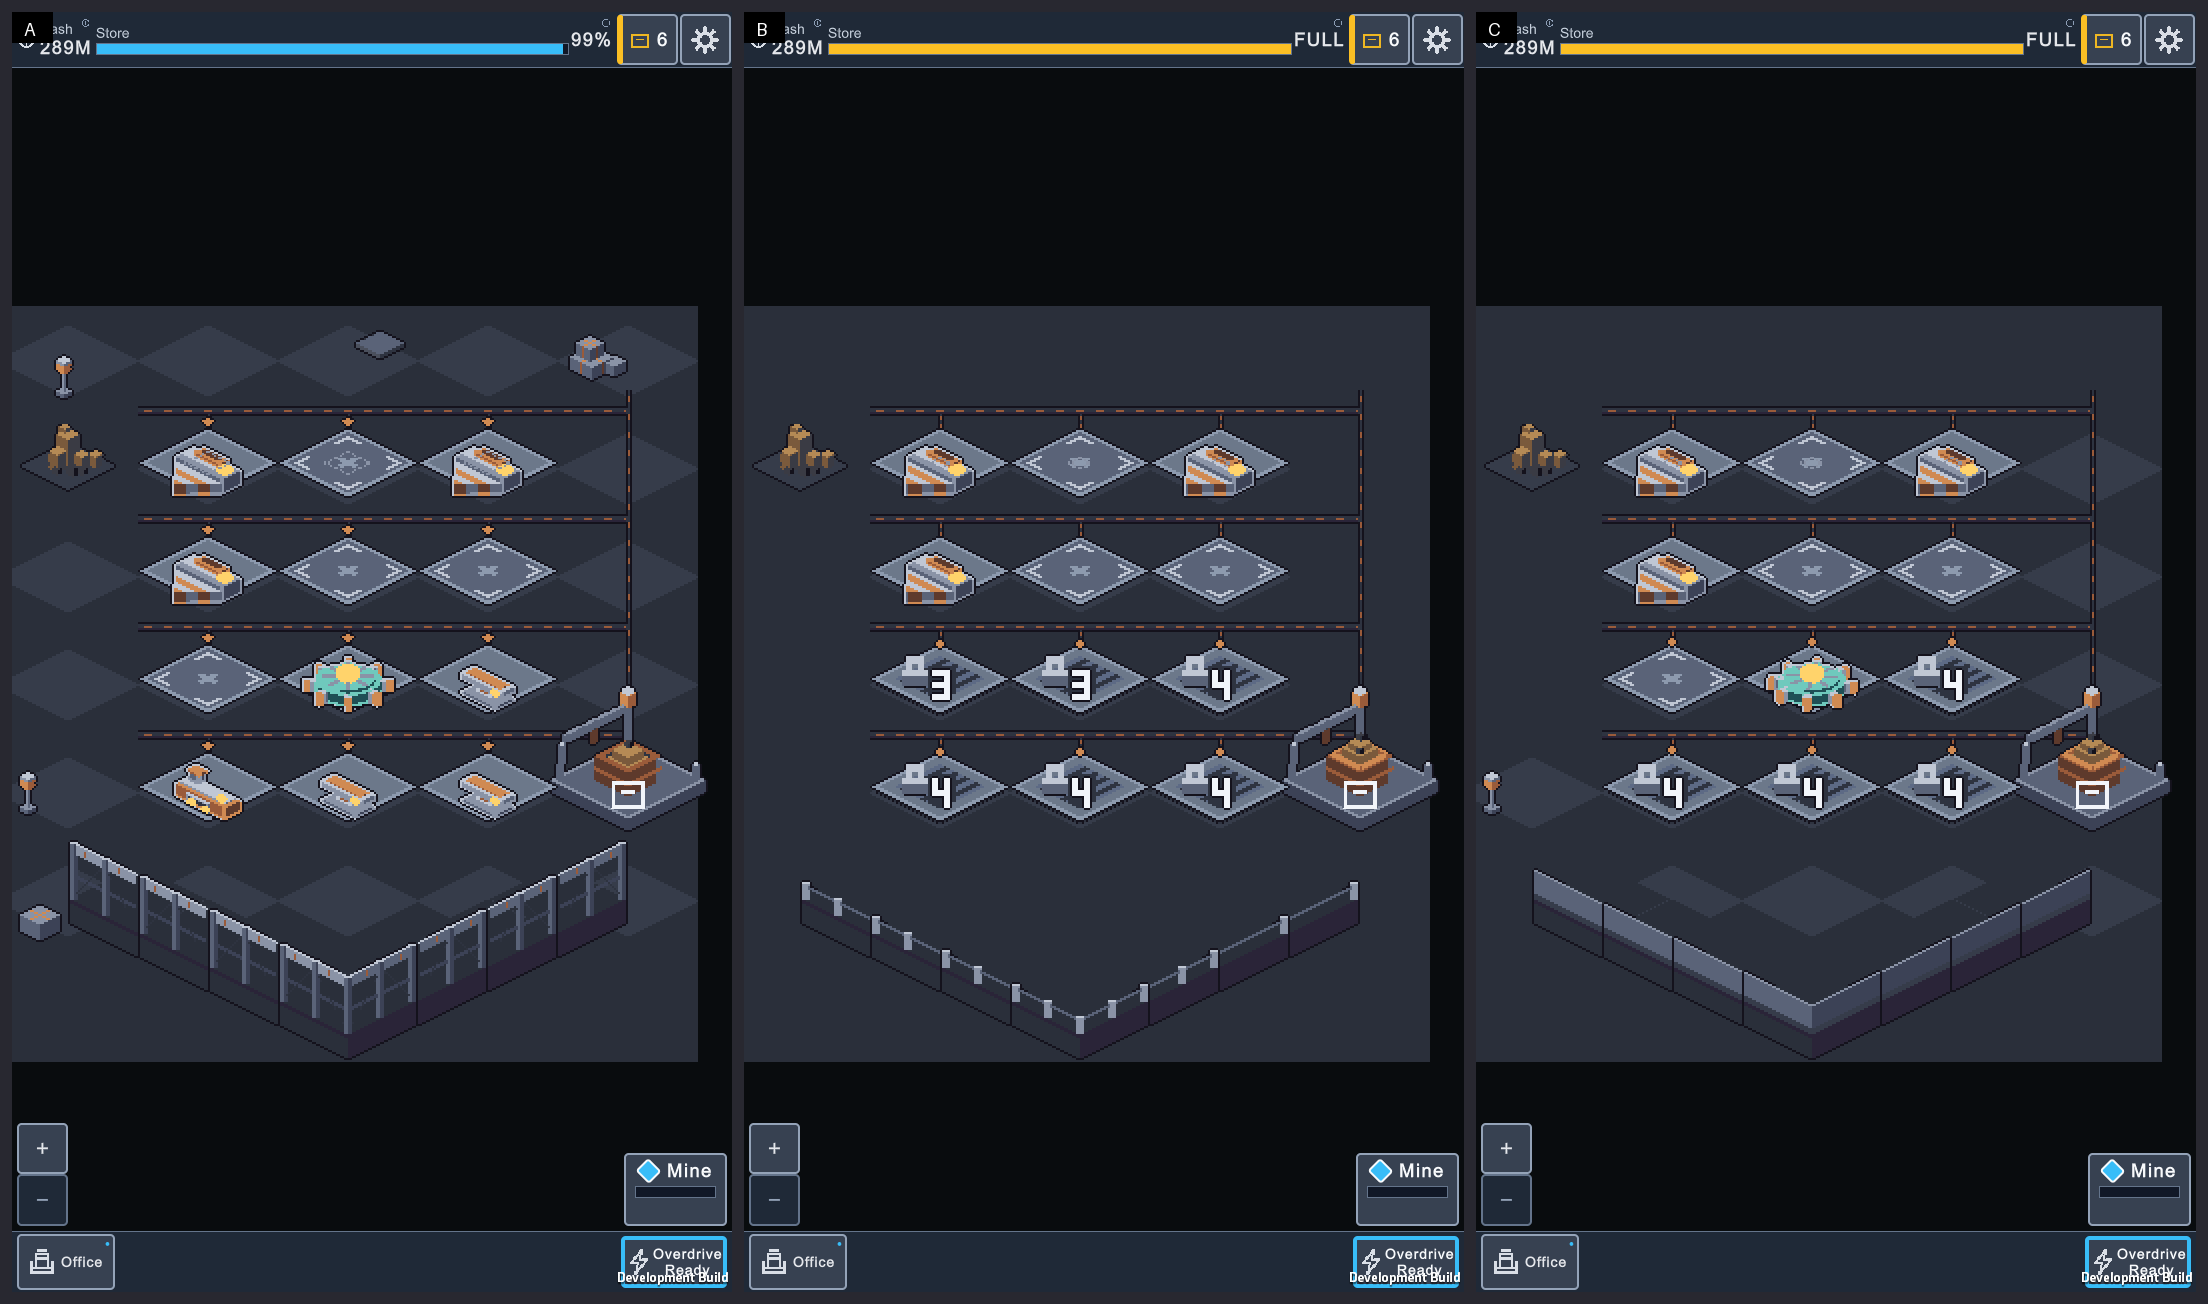 A
ash
Store
289M
99%
6
3
+
-
Mine
Office
Overdrive
Ready
Development Build
B
ash
Store
289M
FULL
6
3
3
4
4
4
4
+
-
Mine
Office
Overdrive
Ready
Development Build
C
ash
Store
289M
FULL
6
4
4
4
4
+
-
Mine
Office
Overdrive
Ready
Development Build